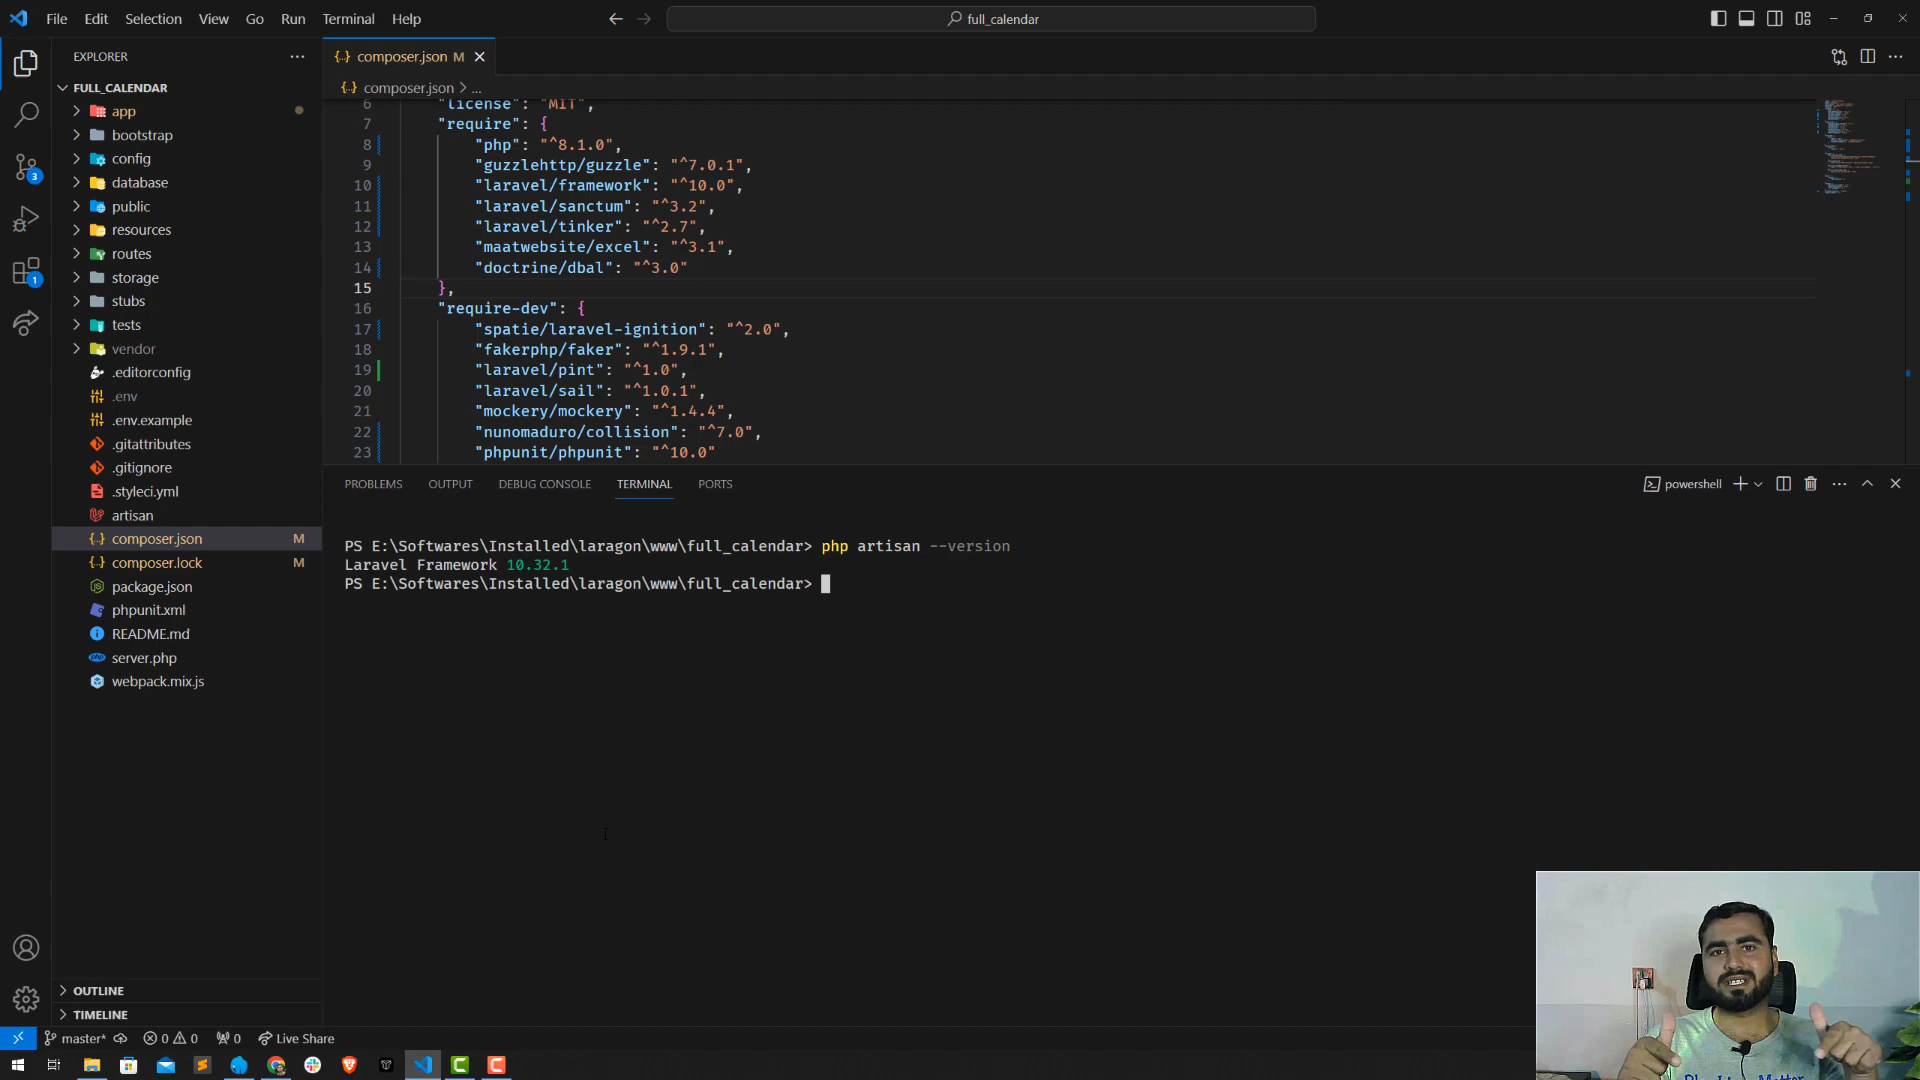 File Edit Selection View Go Run Terminal Help
full_calendar
EXPLORER
FULL_CALENDAR
app
bootstrap
config
database
public
resources
routes
storage
stubs
tests
vendor
.editorconfig
.env
.env.example
.gitattributes
.gitignore
.styleci.yml
artisan
composer.json M
composer.lock M
package.json
phpunit.xml
README.md
server.php
webpack.mix.js
OUTLINE
TIMELINE
3
1
composer.json M
composer.json > ...
6 "license": "MIT",
7 "require": {
8 "php": "^8.1.0",
9 "guzzlehttp/guzzle": "^7.0.1",
10 "laravel/framework": "^10.0",
11 "laravel/sanctum": "^3.2",
12 "laravel/tinker": "^2.7",
13 "maatwebsite/excel": "^3.1",
14 "doctrine/dbal": "^3.0"
15 },
16 "require-dev": {
17 "spatie/laravel-ignition": "^2.0",
18 "fakerphp/faker": "^1.9.1",
19 "laravel/pint": "^1.0",
20 "laravel/sail": "^1.0.1",
21 "mockery/mockery": "^1.4.4",
22 "nunomaduro/collision": "^7.0",
23 "phpunit/phpunit": "^10.0"
PROBLEMS OUTPUT DEBUG CONSOLE TERMINAL PORTS
powershell
PS E:\Softwares\Installed\laragon\www\full_calendar> php artisan --version
Laravel Framework 10.32.1
PS E:\Softwares\Installed\laragon\www\full_calendar>
master* 0 0 0 Live Share